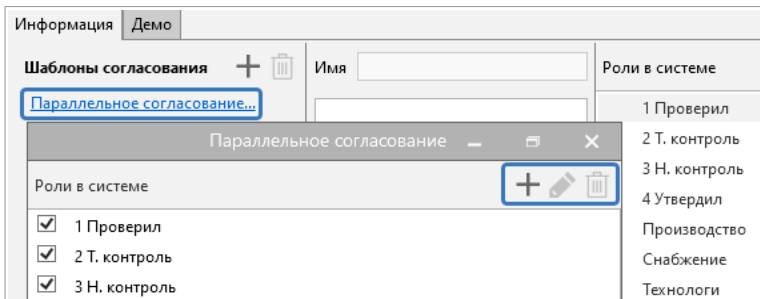 Информация Демо
Шаблоны согласования Имя Роли в системе
Параллельное согласование...
1 Проверил
Параллельное согласование 2 Т. контроль
3 Н. контроль
Роли в системе
4 Утвердил
1 Проверил Производство
2 Т. контроль Снабжение
3 Н. контроль Технологи